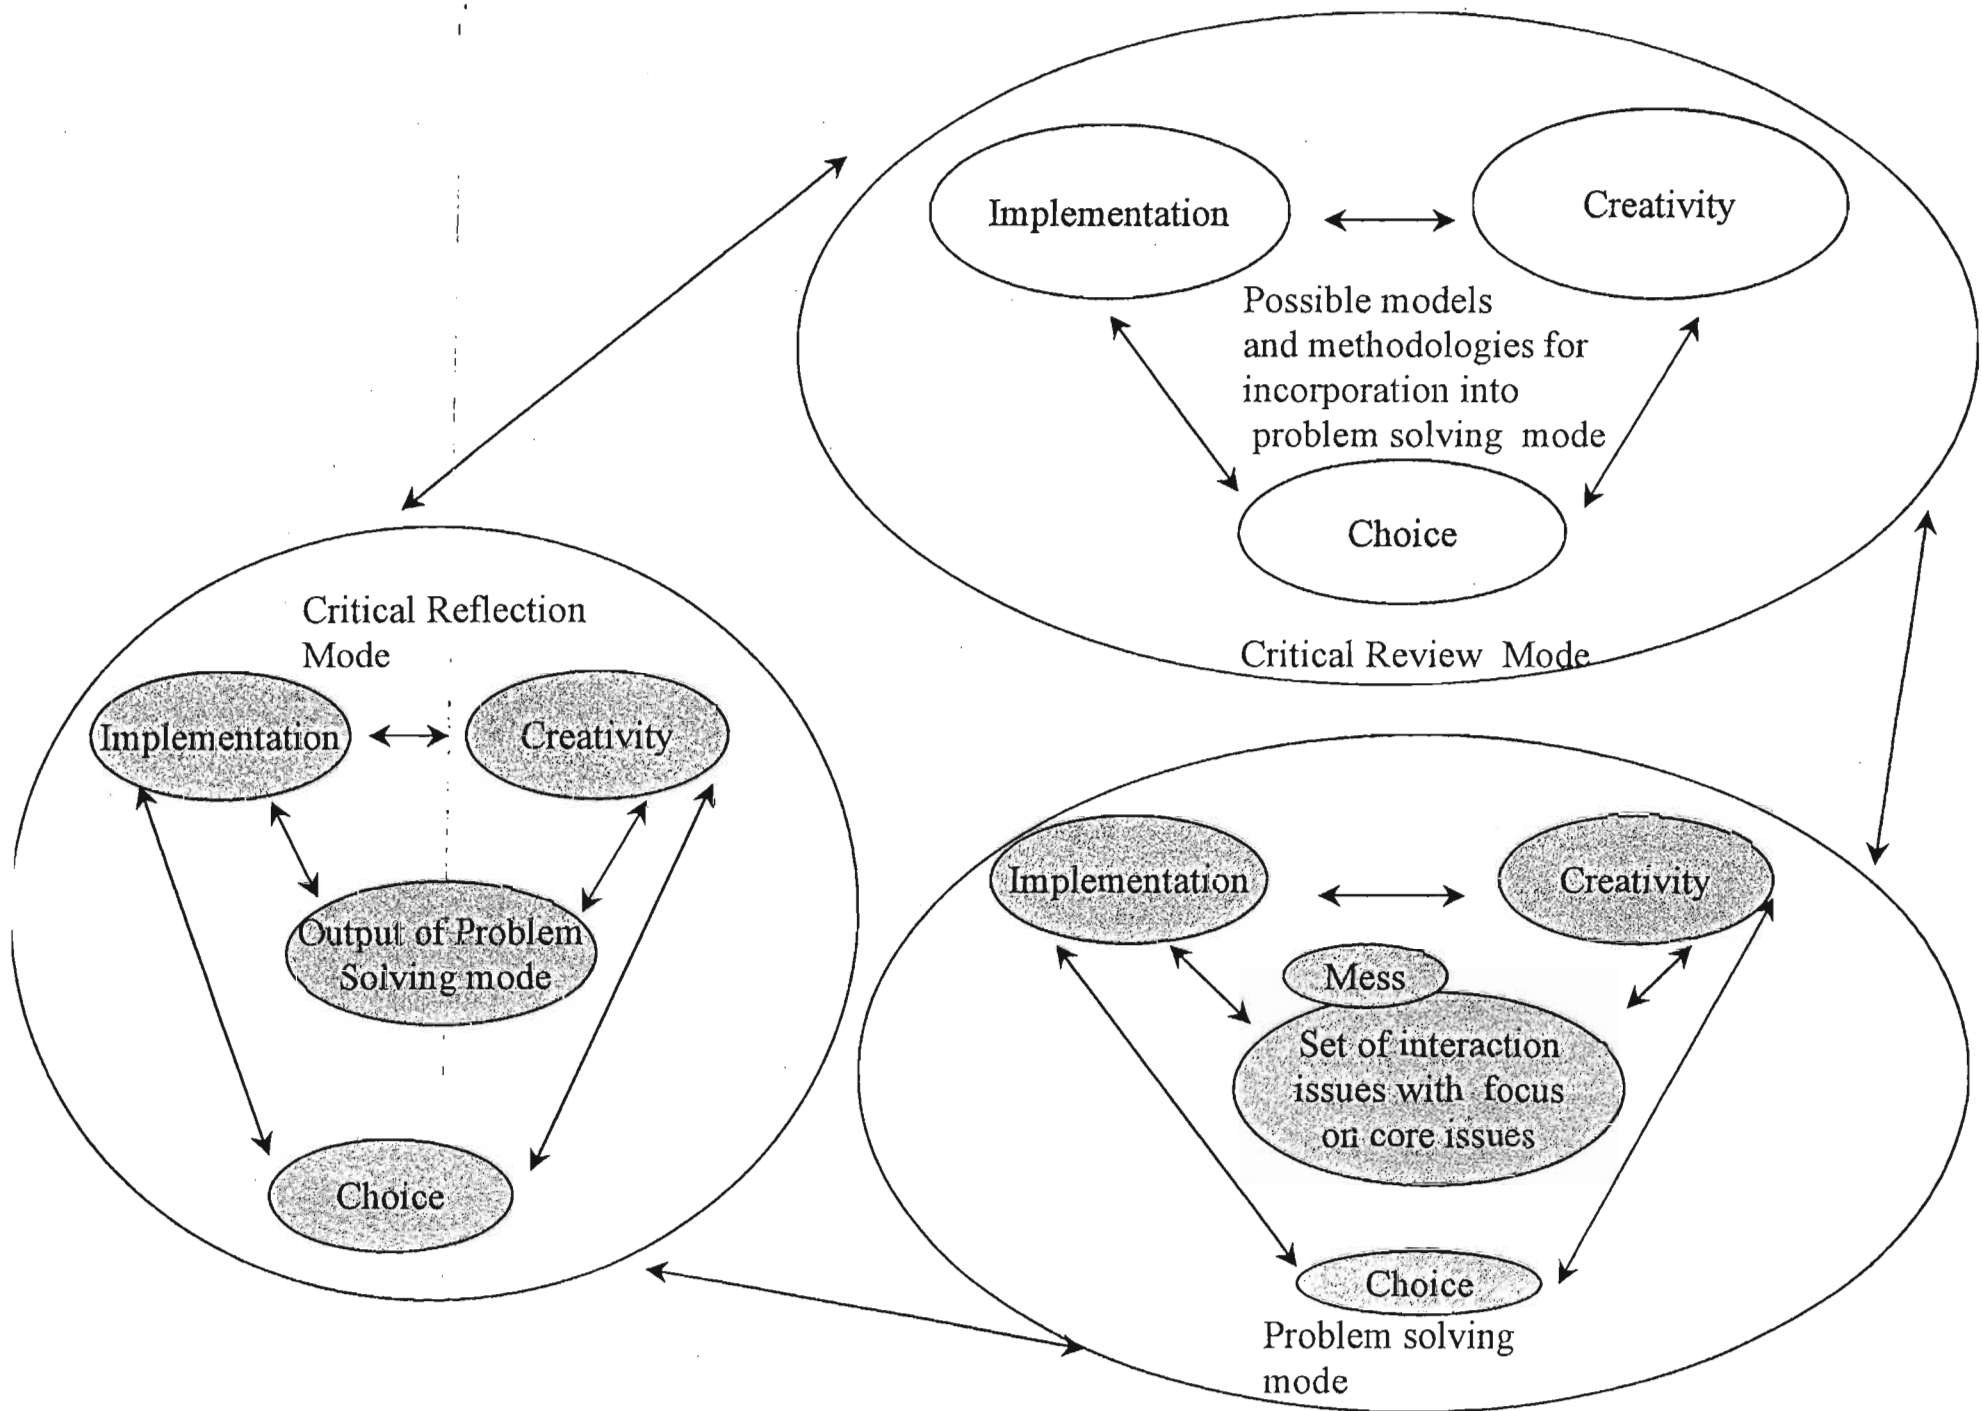 Implementation
Creativity
Possible models
and methodologies for
incorporation into
problem solving mode
Choice
Critical Review Mode
Critical Reflection
Mode
Implementation
Creativity
Output of Problem
Solving mode
Choice
Implementation
Creativity
Mess
Set of interaction
issues with focus
on core issues
Choice
Problem solving
mode